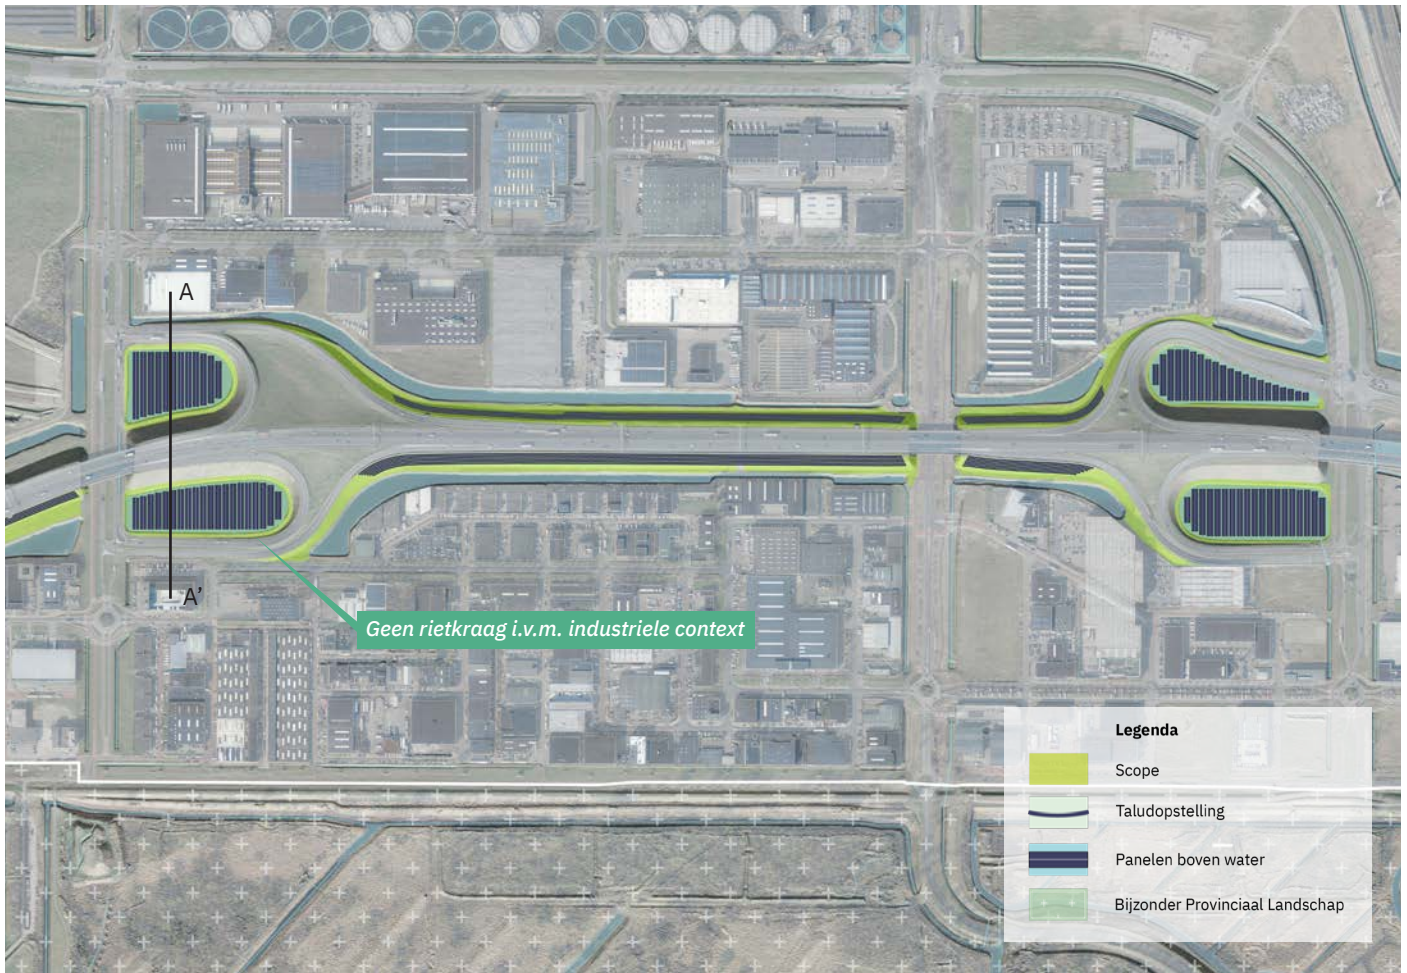 A
A’
Geen rietkraag i.v.m. industriele context
Legenda
Scope
Taludopstelling
Panelen boven water
Bijzonder Provinciaal Landschap